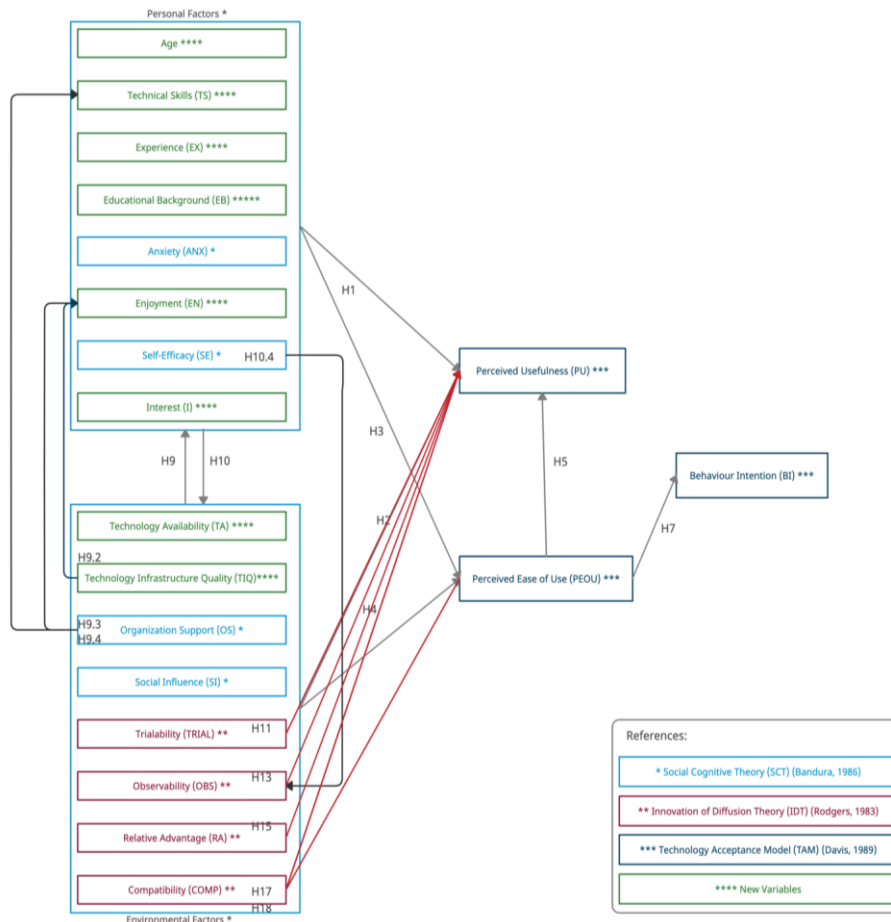 Personal Factors *
Age ****
Technical Skills (TS) ****
Experience (EX) ****
Educational Background (EB) *****
Anxiety (ANX) *
Enjoyment (EN) ****
Self-Efficacy (SE) *
H10.4
Interest (I) ****
H1
H3
Perceived Usefulness (PU) ***
H9
H10
H5
Behaviour Intention (BI) ***
H2
H7
Technology Availability (TA) ****
H9.2
Technology Infrastructure Quality (TIQ)****
Perceived Ease of Use (PEOU) ***
H4
H9.3
H9.4
Organization Support (OS) *
Social Influence (SI) *
Trialability (TRIAL) **
H11
Observability (OBS) **
H13
Relative Advantage (RA) **
H15
Compatibility (COMP) **
H17
H18
Environmental Factors *
References:
* Social Cognitive Theory (SCT) (Bandura, 1986)
** Innovation of Diffusion Theory (IDT) (Rodgers, 1983)
*** Technology Acceptance Model (TAM) (Davis, 1989)
**** New Variables